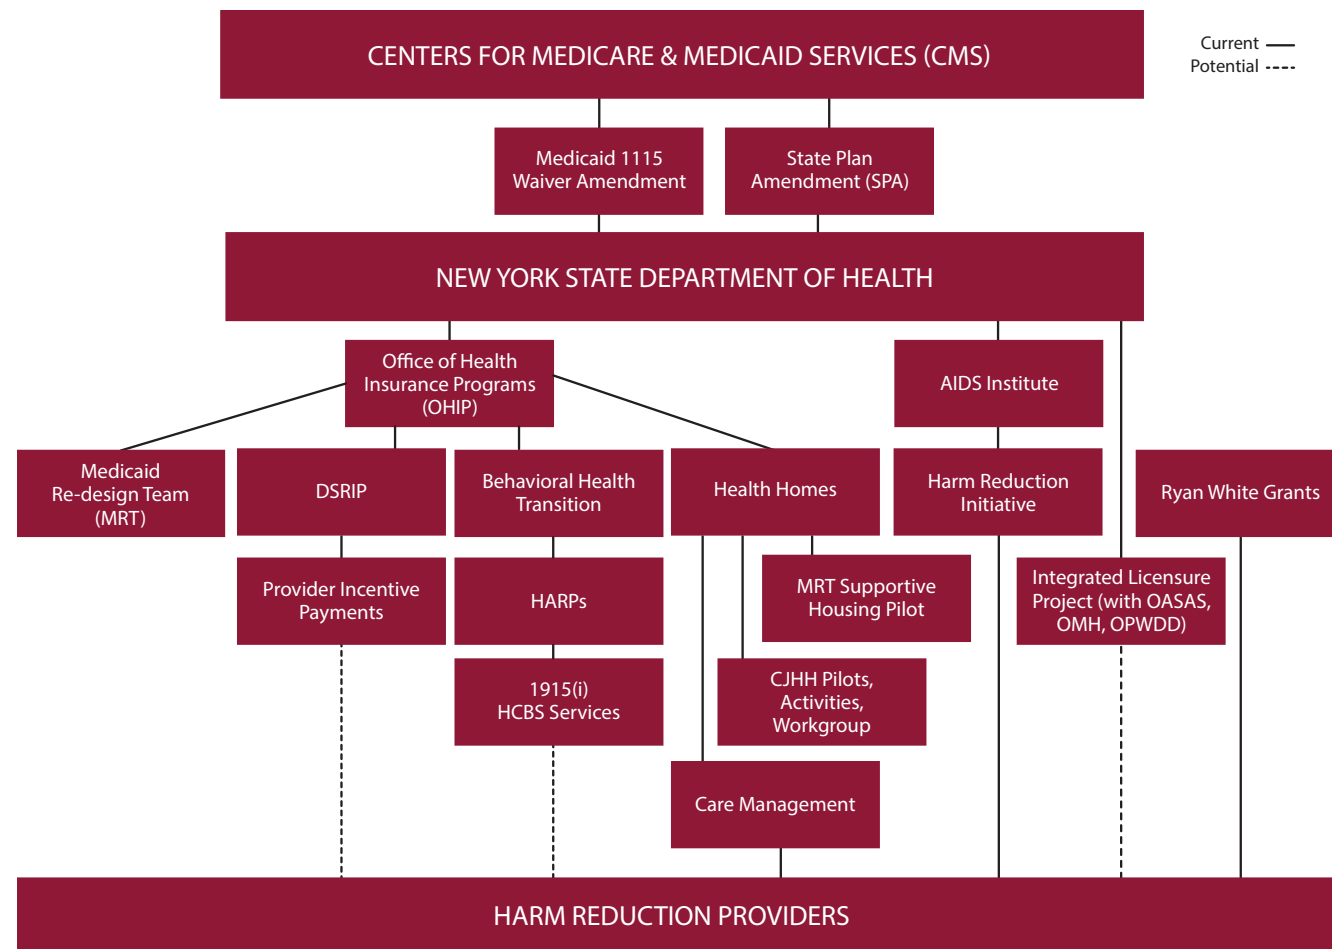 CENTERS FOR MEDICARE & MEDICAID SERVICES (CMS)
Current
Potential
Medicaid 1115
Waiver Amendment
State Plan
Amendment (SPA)
NEW YORK STATE DEPARTMENT OF HEALTH
Office of Health
Insurance Programs
(OHIP)
AIDS Institute
Medicaid
Re-design Team
(MRT)
DSRIP
Behavioral Health
Transition
Health Homes
Harm Reduction
Initiative
Ryan White Grants
Provider Incentive
Payments
HARPs
MRT Supportive
Housing Pilot
Integrated Licensure
Project (with OASAS,
OMH, OPWDD)
1915(i)
HCBS Services
CJHH Pilots,
Activities,
Workgroup
Care Management
HARM REDUCTION PROVIDERS